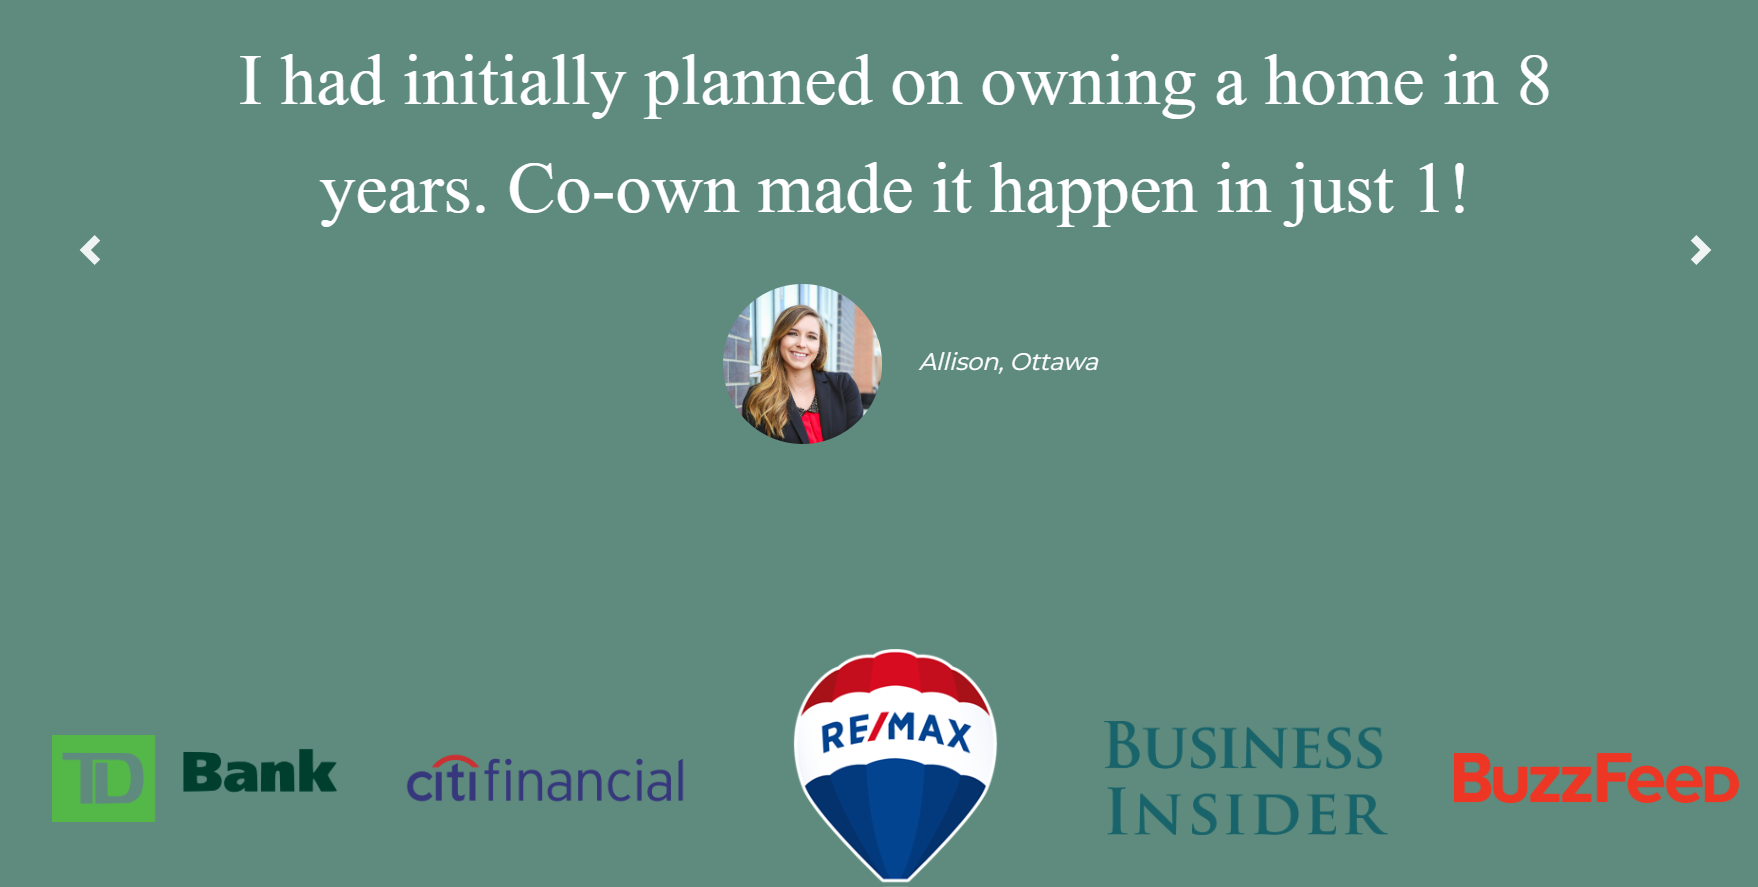 I had initially planned on owning a home in 8
years. Co-own made it happen in just 1!
Allison, Ottawa
TD Bank
citifinancial
RE/MAX
BUSINESS
INSIDER
BUZZFEED